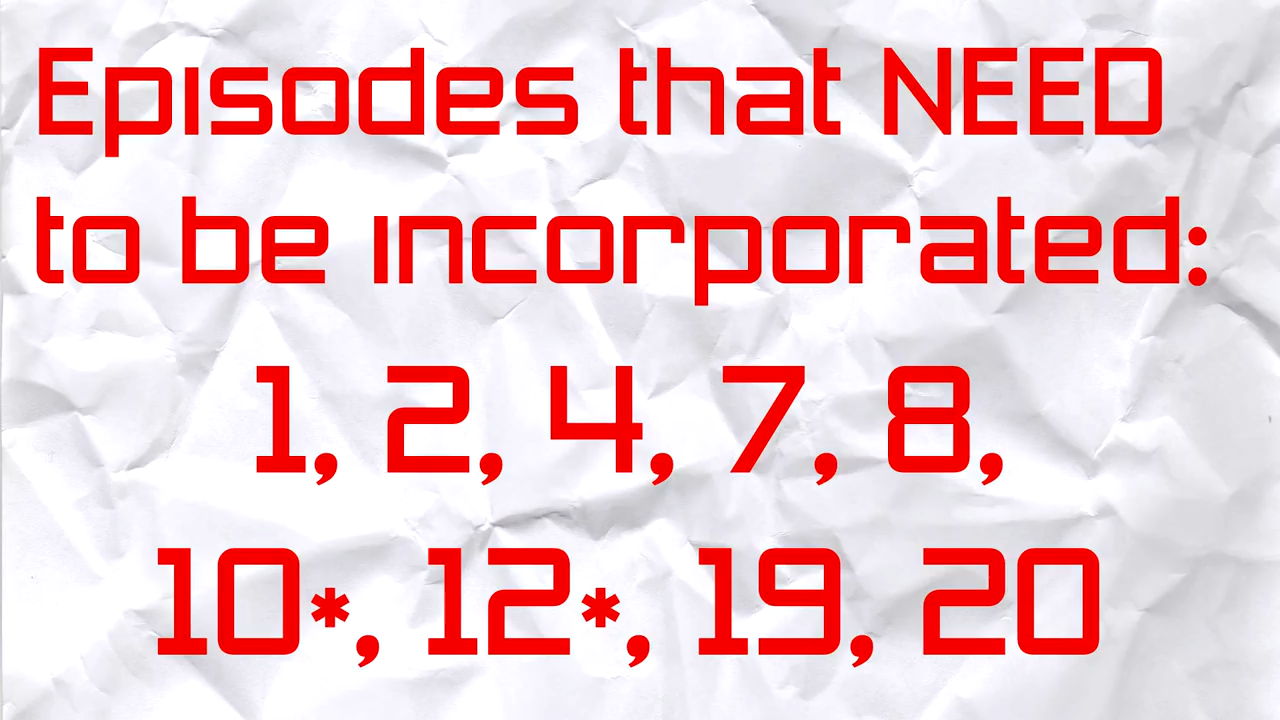 Episodes that NEED
to be incorporated:
1, 2, 4, 7, 8,
10*, 12*, 19, 20